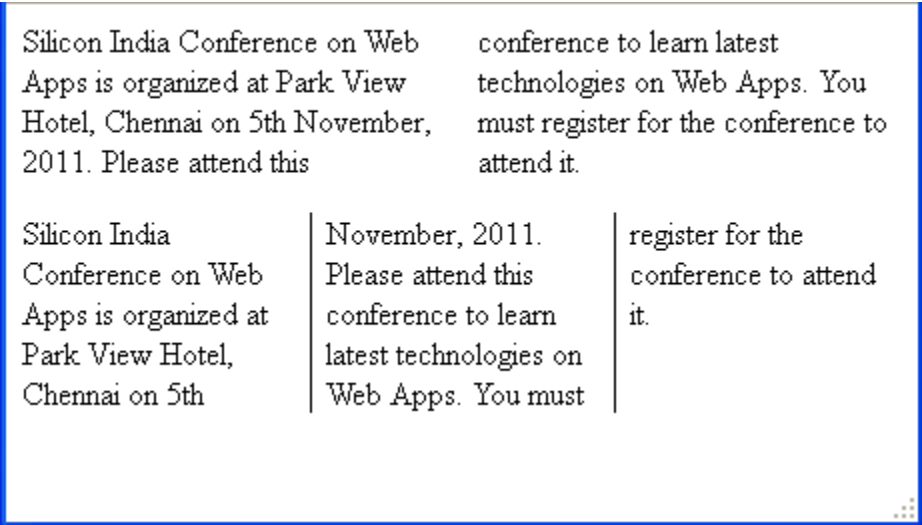 Silicon India Conference on Web
Apps is organized at Park View
Hotel, Chennai on 5th November,
2011. Please attend this
conference to learn latest
technologies on Web Apps. You
must register for the conference to
attend it.
Silicon India
Conference on Web
Apps is organized at
Park View Hotel,
Chennai on 5th
November, 2011.
Please attend this
conference to learn
latest technologies on
Web Apps. You must
register for the
conference to attend
it.